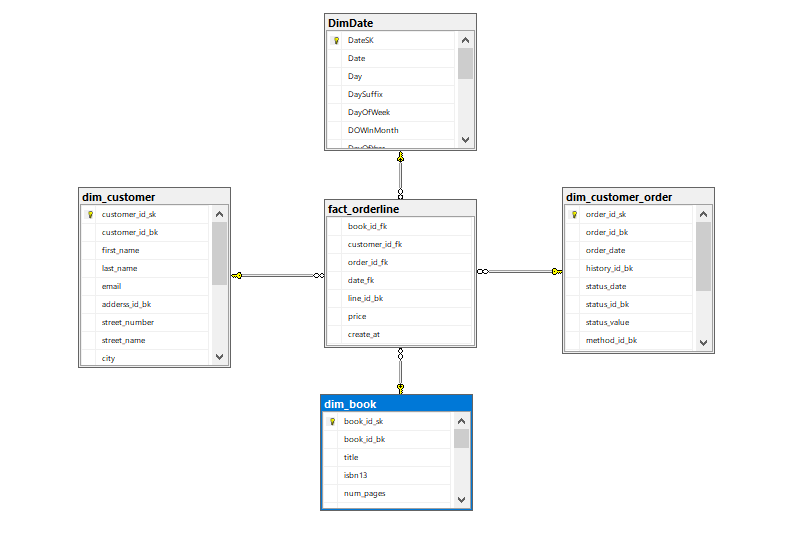 DimDate
DateSK
Date
Day
DaySuffix
DayOfWeek
DOWInMonth
dim_customer
customer_id_sk
customer_id_bk
first_name
last_name
email
adderss_id_bk
street_number
street_name
city
fact_orderline
book_id_fk
customer_id_fk
order_id_fk
date_fk
line_id_bk
price
create_at
dim_customer_order
order_id_sk
order_id_bk
order_date
history_id_bk
status_date
status_id_bk
status_value
method_id_bk
dim_book
book_id_sk
book_id_bk
title
isbn13
num_pages